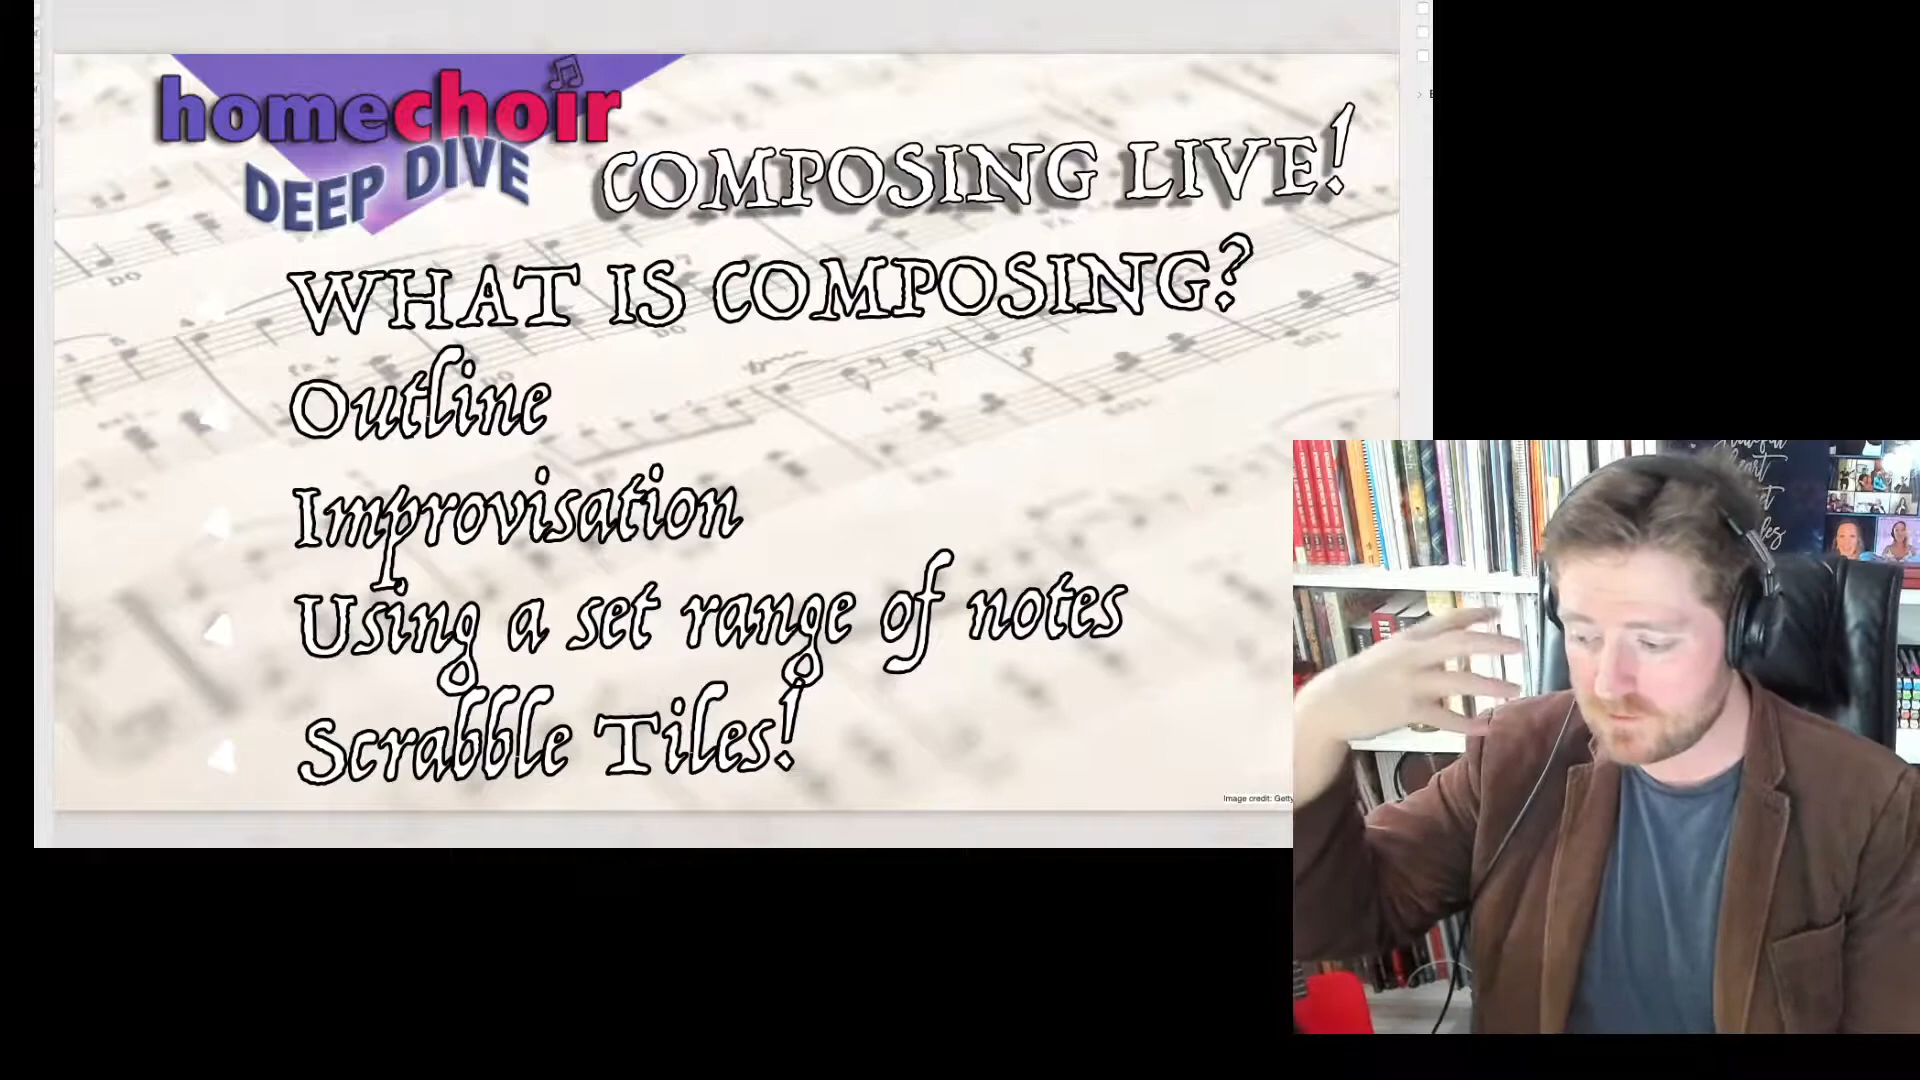 homechoir
DEEP DIVE
COMPOSING LIVE!
WHAT IS COMPOSING?
Outline
Improvisation
Using a set range of notes
Scrabble Tiles!
Image credit: Getty